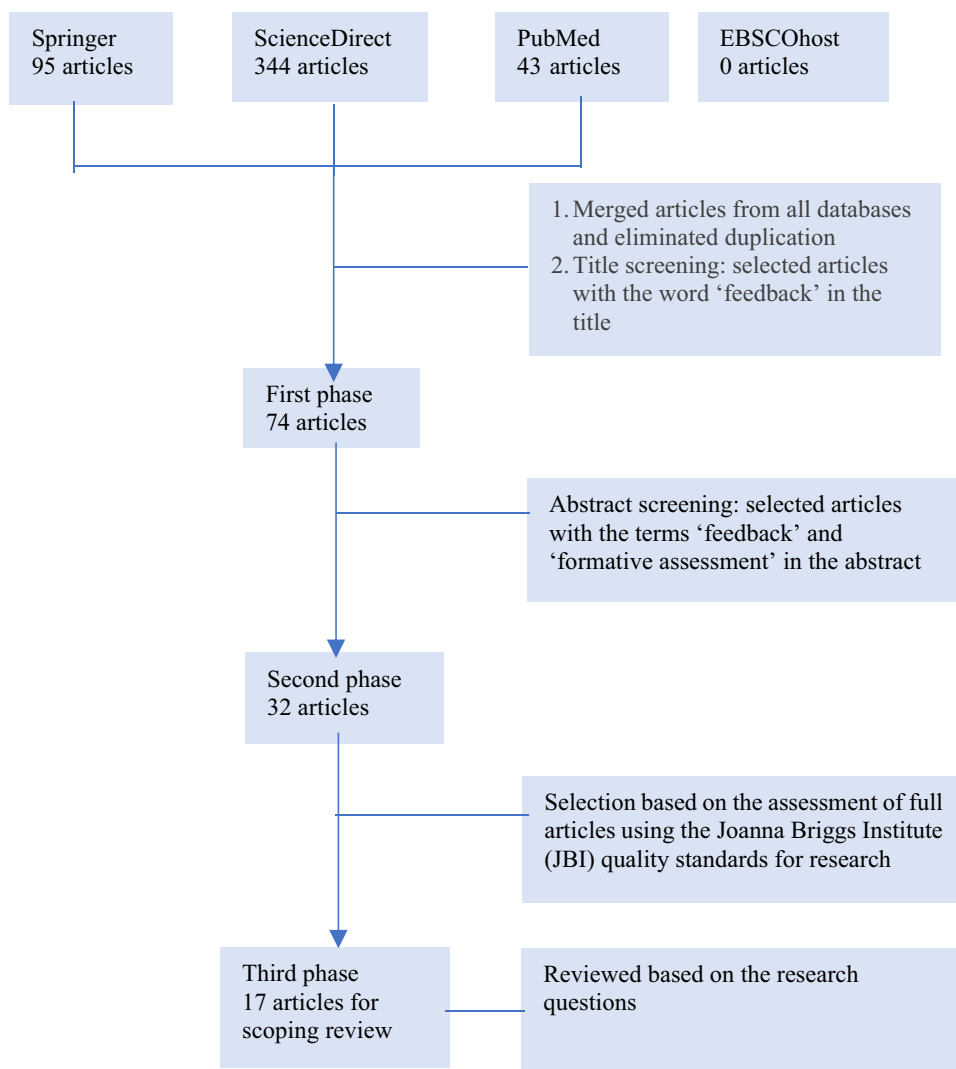 Springer
95 articles
ScienceDirect
344 articles
PubMed
43 articles
EBSCOhost
0 articles
1. Merged articles from all databases
and eliminated duplication
2. Title screening: selected articles
with the word ‘feedback’ in the
title
First phase
74 articles
Abstract screening: selected articles
with the terms ‘feedback’ and
‘formative assessment’ in the abstract
Second phase
32 articles
Selection based on the assessment of full
articles using the Joanna Briggs Institute
(JBI) quality standards for research
Third phase
17 articles for
scoping review
Reviewed based on the research
questions